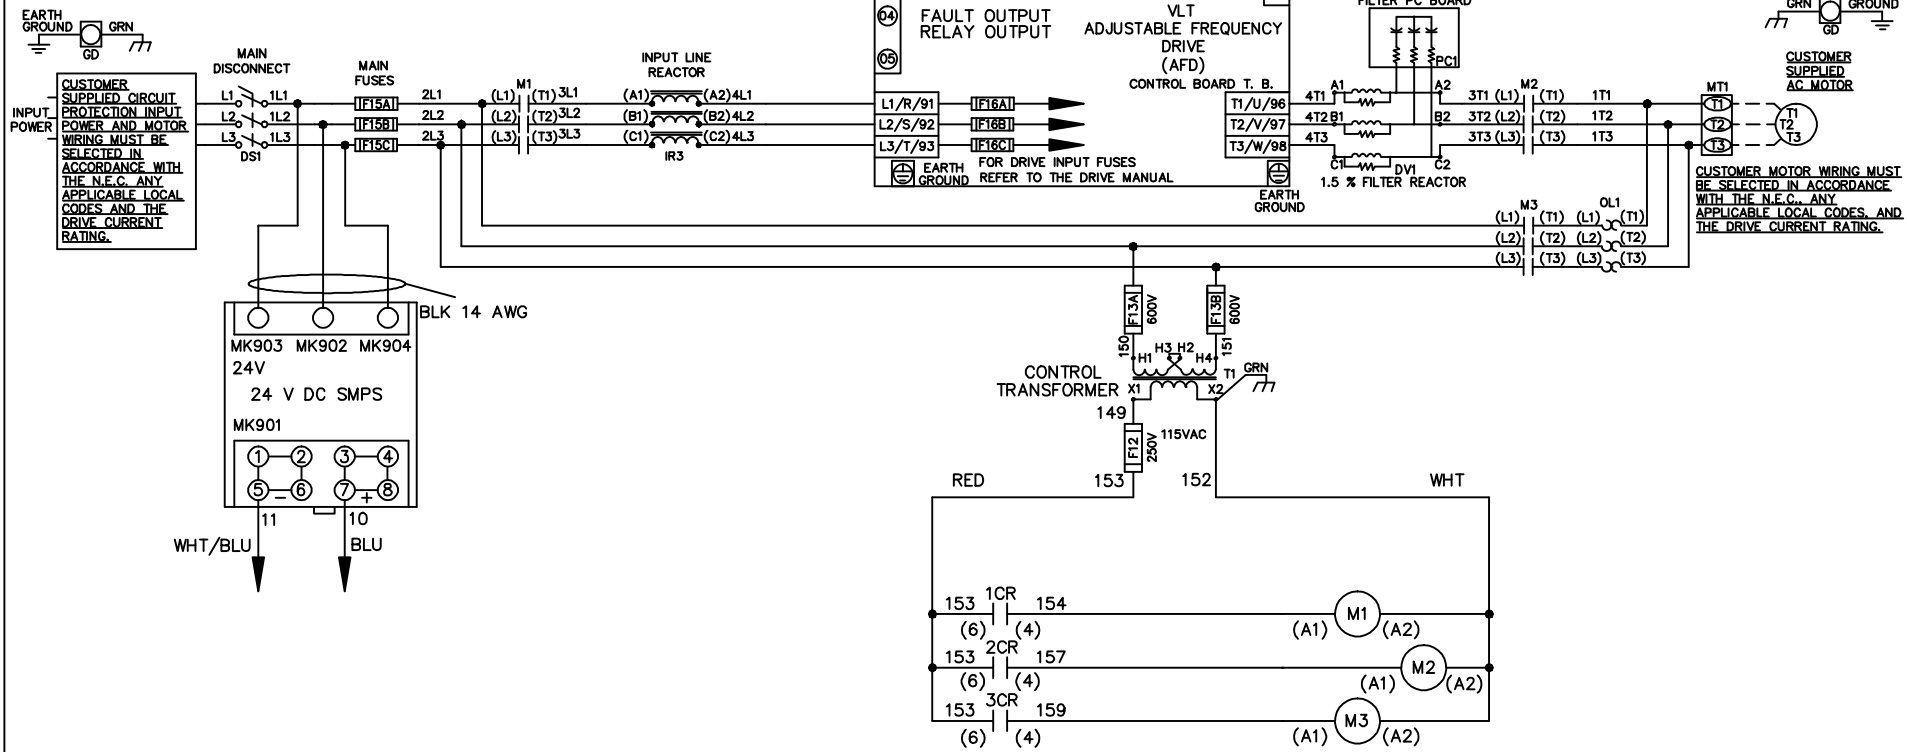 EARTH
GROUND
GRN
GD
CUSTOMER
SUPPLIED CIRCUIT
PROTECTION INPUT
POWER AND MOTOR
WIRING MUST BE
SELECTED IN
ACCORDANCE WITH
THE N.E.C. ANY
APPLICABLE LOCAL
CODES AND THE
DRIVE CURRENT
RATING.
INPUT
POWER
MAIN
DISCONNECT
L1
1L1
L2
1L2
L3
1L3
DS1
MAIN
FUSES
F15A
F15B
F15C
2L1
2L2
2L3
M1
(L1) (T1) 3L1
(L2) (T2) 3L2
(L3) (T3) 3L3
INPUT LINE
REACTOR
(A1) (A2) 4L1
(B1) (B2) 4L2
(C1) (C2) 4L3
IR3
04
05
FAULT OUTPUT
RELAY OUTPUT
VLT
ADJUSTABLE FREQUENCY
DRIVE
(AFD)
CONTROL BOARD T. B.
L1/R/91
L2/S/92
L3/T/93
F16A
F16B
F16C
T1/U/96
T2/V/97
T3/W/98
EARTH
GROUND
FOR DRIVE INPUT FUSES
REFER TO THE DRIVE MANUAL
EARTH
GROUND
FILTER PC BOARD
PC1
4T1
A1
A2
4T2
B1
B2
4T3
C1
C2
DV1
1.5 % FILTER REACTOR
M2
3T1 (L1) (T1) 1T1
3T2 (L2) (T2) 1T2
3T3 (L3) (T3) 1T3
GRN
GROUND
GD
CUSTOMER
SUPPLIED
AC MOTOR
MT1
T1
T2
T3
T1
T2
T3
CUSTOMER MOTOR WIRING MUST
BE SELECTED IN ACCORDANCE
WITH THE N.E.C., ANY
APPLICABLE LOCAL CODES, AND
THE DRIVE CURRENT RATING.
M3
OL1
(L1) (T1) (L1) (T1)
(L2) (T2) (L2) (T2)
(L3) (T3) (L3) (T3)
BLK 14 AWG
MK903 MK902 MK904
24V
24 V DC SMPS
MK901
1 2 3 4
5 - 6 7 + 8
11
10
WHT/BLU
BLU
F13A
600V
F13B
600V
150
151
H1 H3 H2 H4
T1
GRN
CONTROL
TRANSFORMER
X1
X2
149
F12
250V
115VAC
153
152
RED
WHT
1CR
153
154
(6) (4)
M1
(A1) (A2)
2CR
153
157
(6) (4)
M2
(A1) (A2)
3CR
153
159
(6) (4)
M3
(A1) (A2)